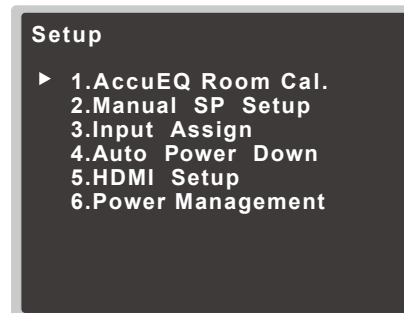 Setup
1.AccuEQ Room Cal.
2.Manual SP Setup
3.Input Assign
4.Auto Power Down
5.HDMI Setup
6.Power Management